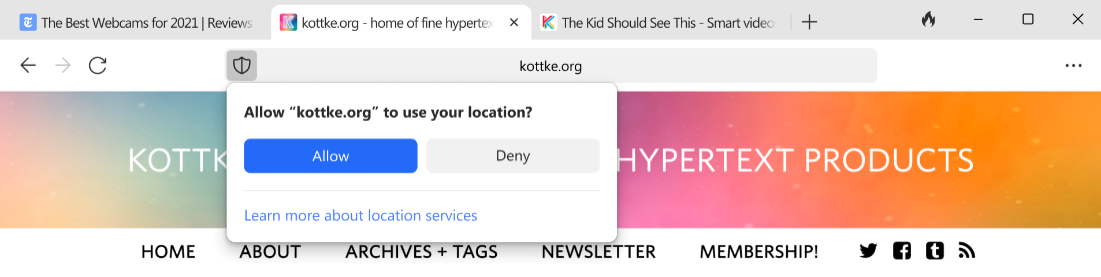 The Best Webcams for 2021 | Reviews
kottke.org - home of fine hypertex
The Kid Should See This - Smart video
kottke.org
Allow “kottke.org” to use your location?
Allow
Deny
Learn more about location services
KOTTK
HYPERTEXT PRODUCTS
HOME
ABOUT
ARCHIVES + TAGS
NEWSLETTER
MEMBERSHIP!